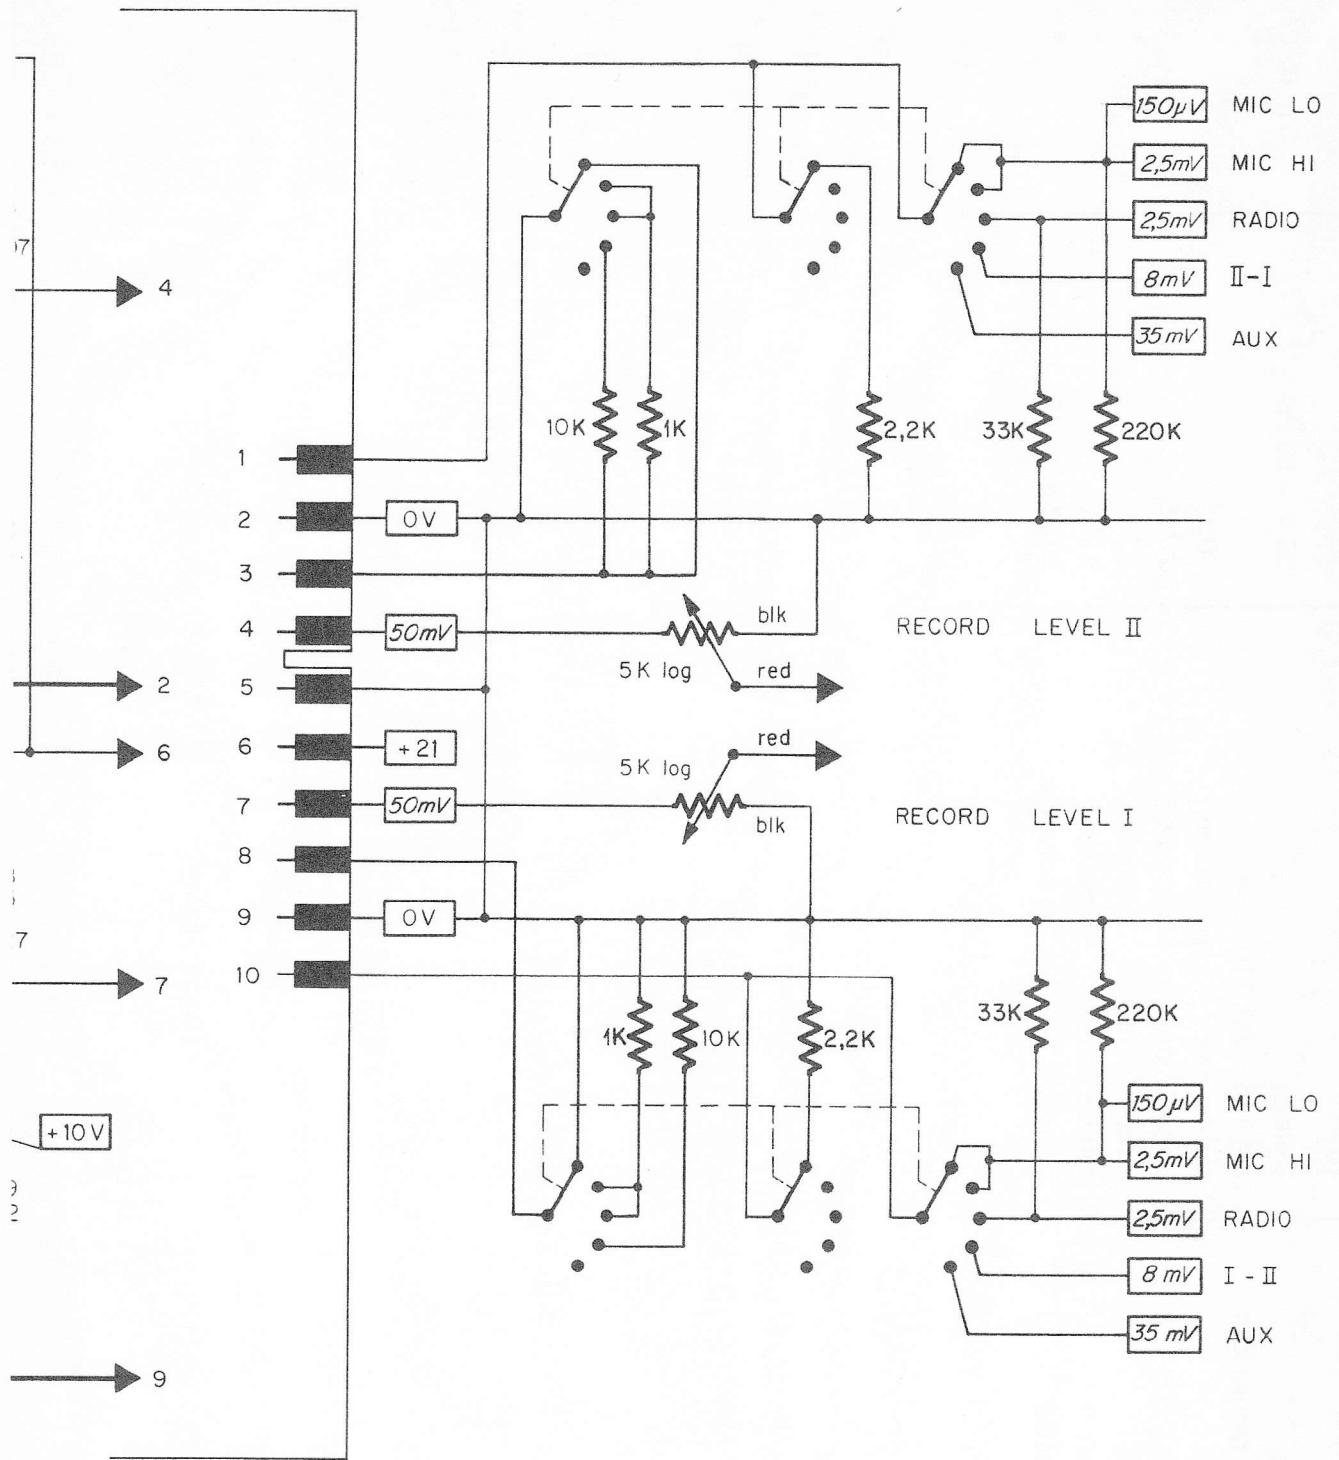 150μV MIC LO
2,5mV MIC HI
2,5mV RADIO
8mV II-I
35mV AUX
07
4
10K
1K
2,2K
33K
220K
1
2
0V
3
4
50mV
blk
RECORD LEVEL II
5K log
red
2
5
6
6
+21
red
5K log
7
50mV
blk
RECORD LEVEL I
8
9
0V
7
7
10
33K
220K
1K
10K
2,2K
150μV MIC LO
+10V
2,5mV MIC HI
9
2
2,5mV RADIO
8mV I-II
35mV AUX
9